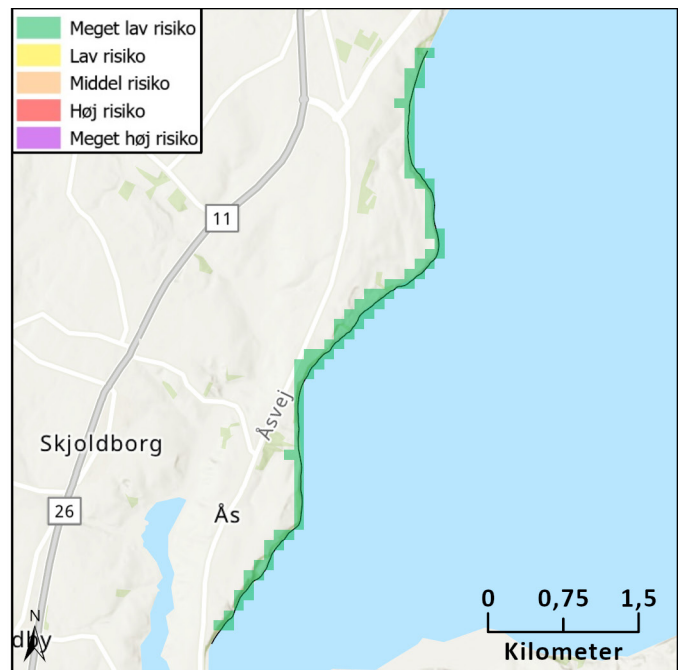 Meget lav risiko
Lav risiko
Middel risiko
Høj risiko
Meget høj risiko
11
Åsvej
Skjoldborg
26
Ås
N
dby
0 0,75 1,5
Kilometer